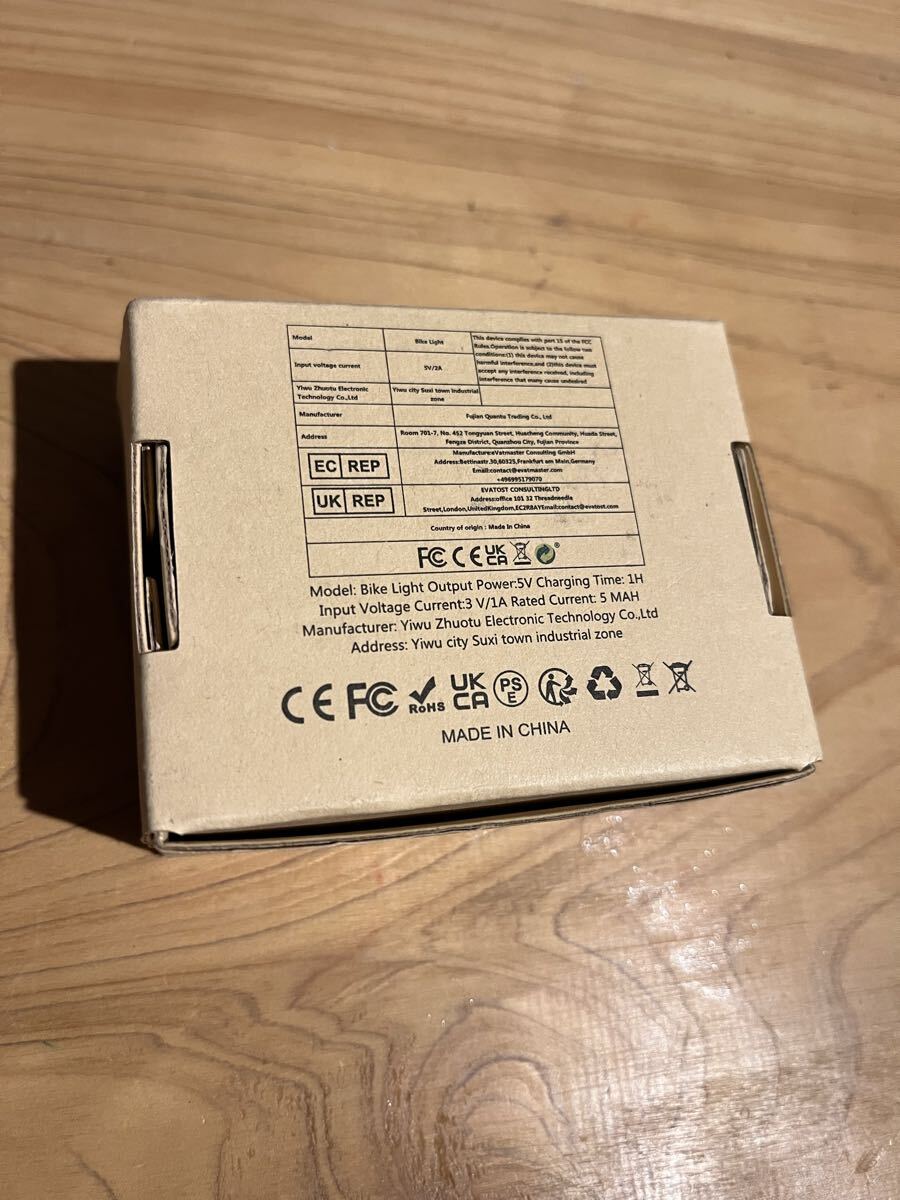 Model
Bike Light
This device complies with part 15 of the FCC
Rules.Operation is subject to the follow two
conditions:(1) this device may not cause
harmful interference,and (2)this device must
accept any interference received, including
interference that many cause undesired
Input voltage current
5V/2A
Yiwu Zhuotu Electronic
Technology Co.,Ltd
Yiwu city Suxi town industrial
zone
Manufacturer
Fujian Quantu Trading Co., Ltd
Address
Room 701-7, No. 452 Tongyuan Street, Huacheng Community, Huada Street,
Fengze District, Quanzhou City, Fujian Province
EC REP
Manufacture:eVatmaster Consulting GmbH
Address:Bettinastr.30,60325,Frankfurt am Main,Germany
Email:contact@evatmaster.com
+496995179070
UK REP
EVATOST CONSULTINGLTD
Address:office 101 32 Threadneedla
Street,London,UnitedKingdom,EC2R8AYEmail:contact@evatost.com
Country of origin : Made In China
FC CE UK CA
Model: Bike Light Output Power:5V Charging Time: 1H
Input Voltage Current:3 V/1A Rated Current: 5 MAH
Manufacturer: Yiwu Zhuotu Electronic Technology Co.,Ltd
Address: Yiwu city Suxi town industrial zone
CE FC RoHS UK CA PS E
MADE IN CHINA